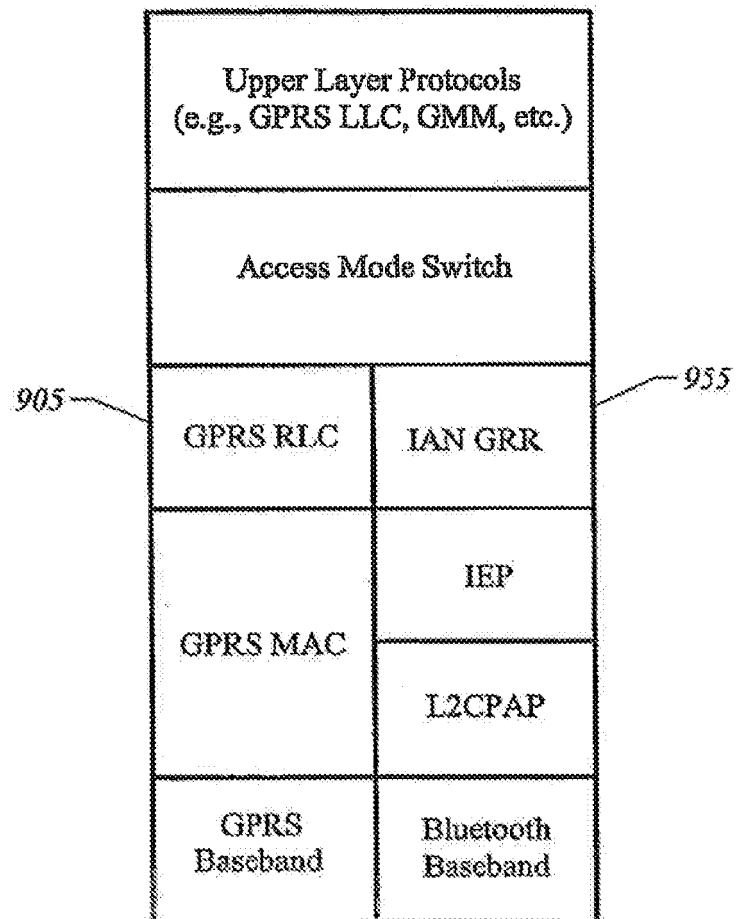 Upper Layer Protocols
(e.g., GPRS LLC, GMM, etc.)
Access Mode Switch
905
955
GPRS RLC
IAN GRR
IEP
GPRS MAC
L2CPAP
GPRS
Baseband
Bluetooth
Baseband